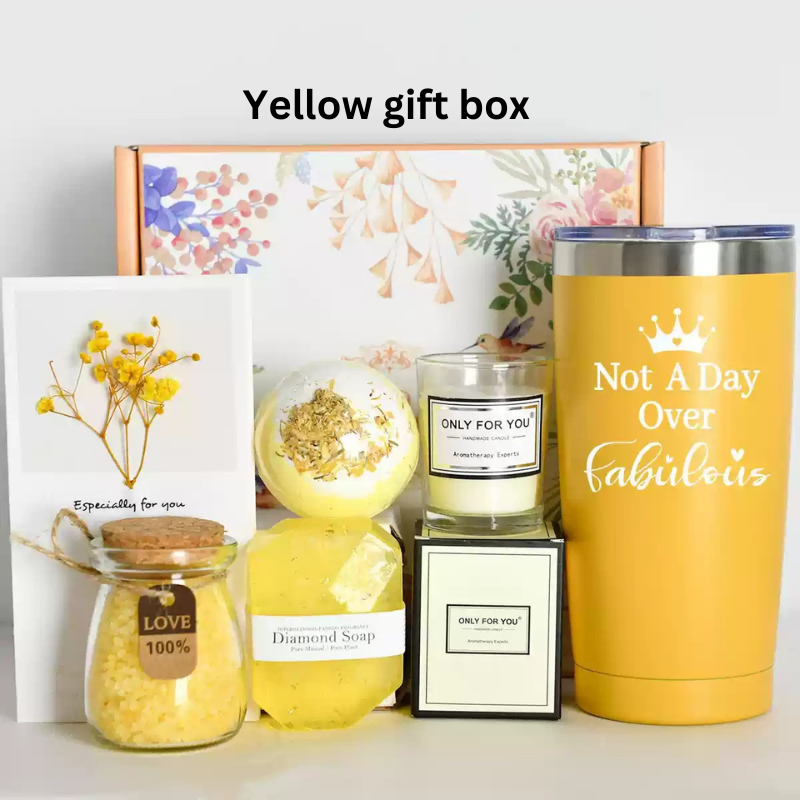 Yellow gift box
Not A Day
Over
fabulous
ONLY FOR YOU®
HANDMADE CANDLE
Aromatherapy Experts
Especially for you
LOVE
100%
Diamond Soap
Pure Mineral · Pure Plant
ONLY FOR YOU®
Aromatherapy Experts